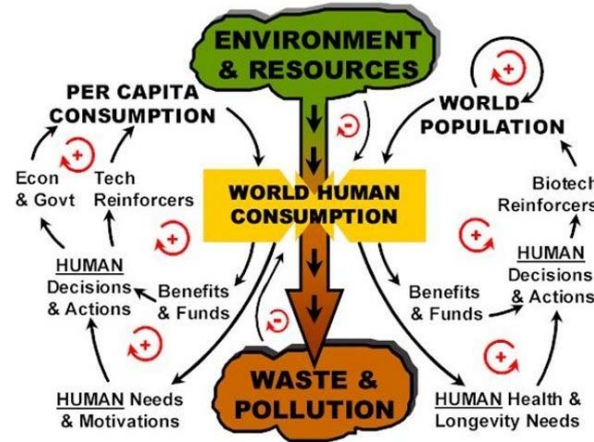 ENVIRONMENT
& RESOURCES
PER CAPITA
CONSUMPTION
+
-
+
WORLD
POPULATION
+
Econ
& Govt
Tech
Reinforcers
WORLD HUMAN
CONSUMPTION
Biotech
Reinforcers
+
+
HUMAN
Decisions
& Actions
Benefits
& Funds
-
Benefits
& Funds
HUMAN
Decisions
& Actions
+
+
HUMAN Needs
& Motivations
WASTE &
POLLUTION
HUMAN Health &
Longevity Needs